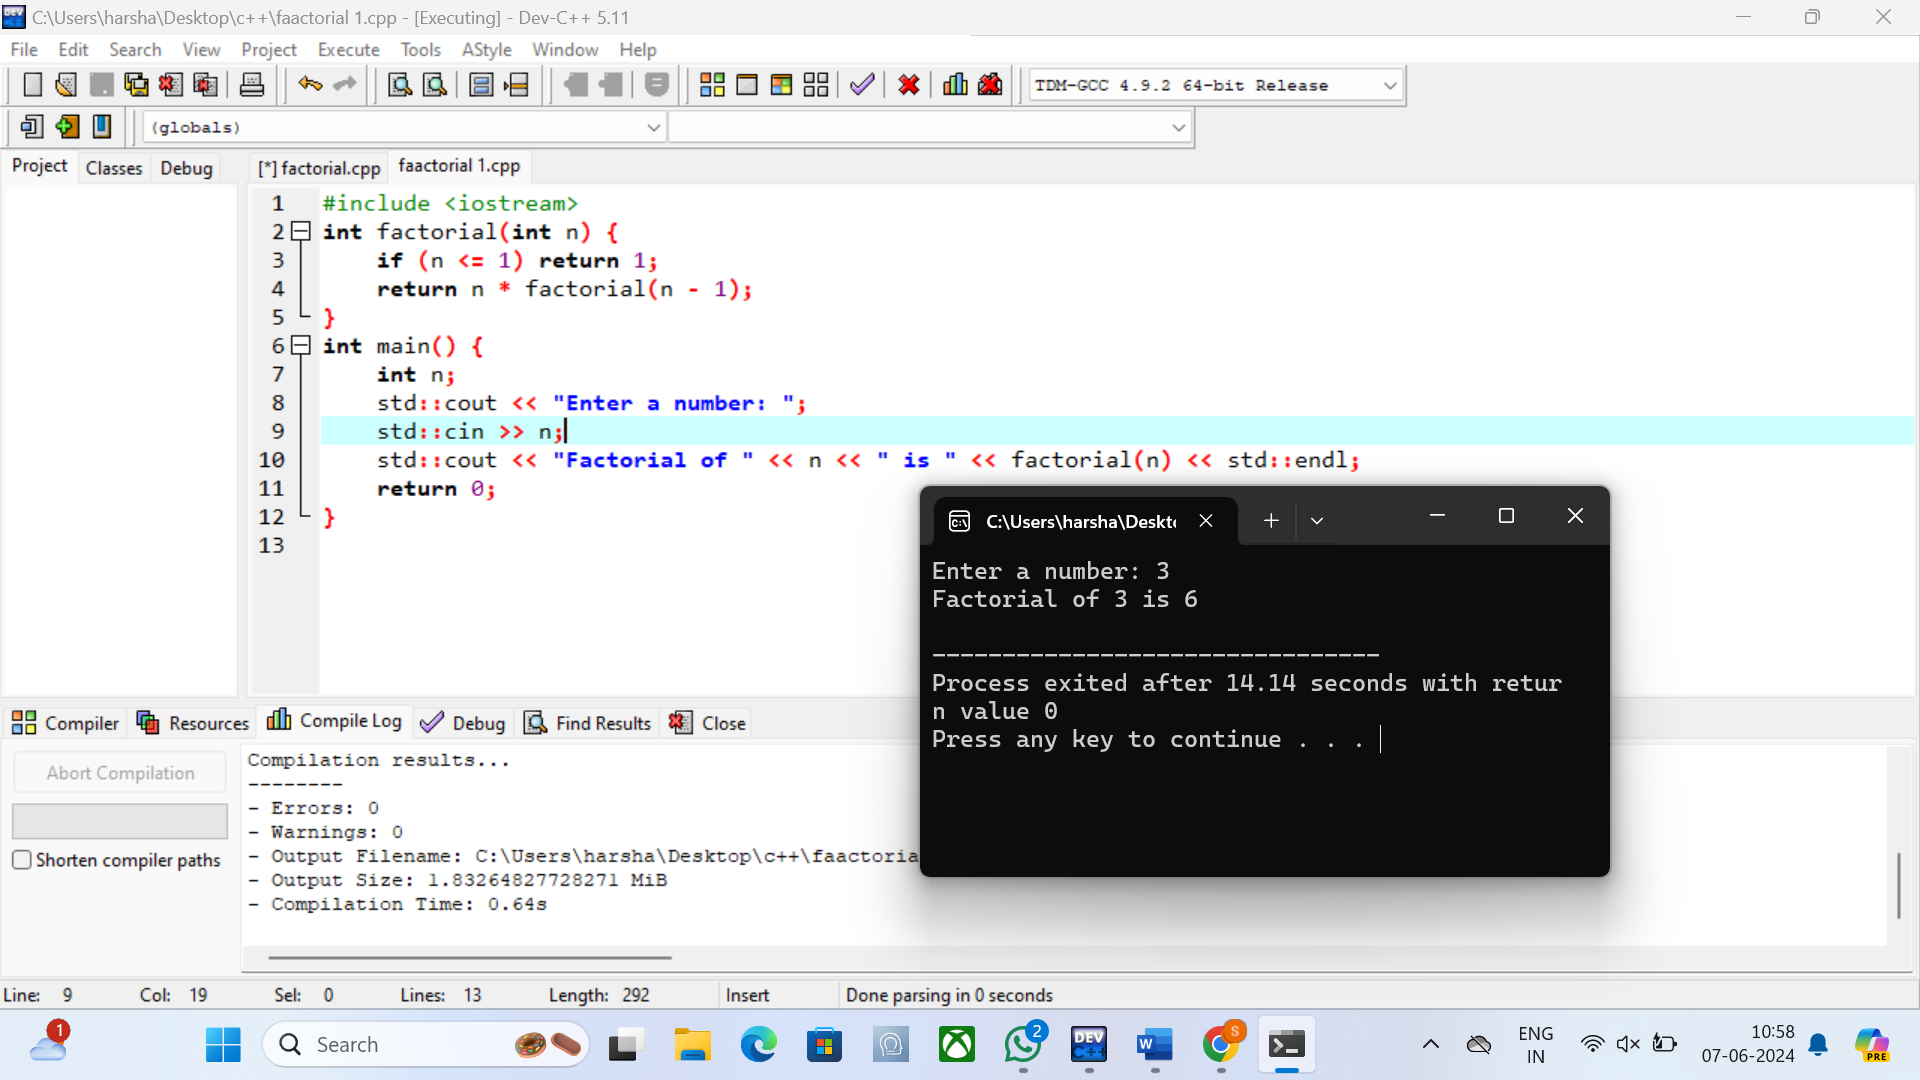 C:\Users\harsha\Desktop\c++\faactorial 1.cpp - [Executing] - Dev-C++ 5.11
File Edit Search View Project Execute Tools AStyle Window Help
TDM-GCC 4.9.2 64-bit Release
(globals)
Project Classes Debug [*] factorial.cpp faactorial 1.cpp
1 #include <iostream>
2 int factorial(int n) {
3 if (n <= 1) return 1;
4 return n * factorial(n - 1);
5 }
6 int main() {
7 int n;
8 std::cout << "Enter a number: ";
9 std::cin >> n;
10 std::cout << "Factorial of " << n << " is " << factorial(n) << std::endl;
11 return 0;
12 }
13
C:\Users\harsha\Deskt
Enter a number: 3
Factorial of 3 is 6
--------------------------------
Process exited after 14.14 seconds with retur
n value 0
Press any key to continue . . .
Compiler Resources Compile Log Debug Find Results Close
Abort Compilation
Shorten compiler paths
Compilation results...
--------
- Errors: 0
- Warnings: 0
- Output Filename: C:\Users\harsha\Desktop\c++\faactoria
- Output Size: 1.83264827728271 MiB
- Compilation Time: 0.64s
Line: 9 Col: 19 Sel: 0 Lines: 13 Length: 292 Insert Done parsing in 0 seconds
1 Search DEV C++ 2 W S ENG IN 10:58 07-06-2024 PRE